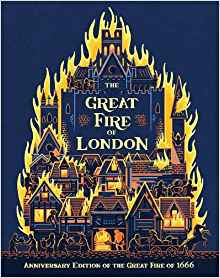 THE
GREAT
FIRE
OF
LONDON
ANNIVERSARY EDITION OF THE GREAT FIRE OF 1666